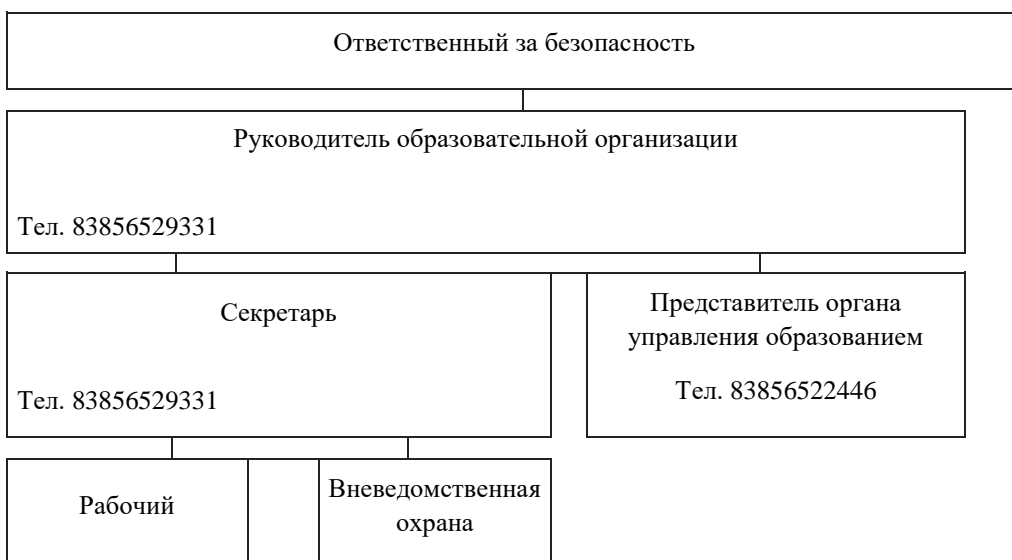 Ответственный за безопасность
Руководитель образовательной организации
Тел. 83856529331
Секретарь
Тел. 83856529331
Представитель органа
управления образованием
Тел. 83856522446
Рабочий
Вневедомственная
охрана